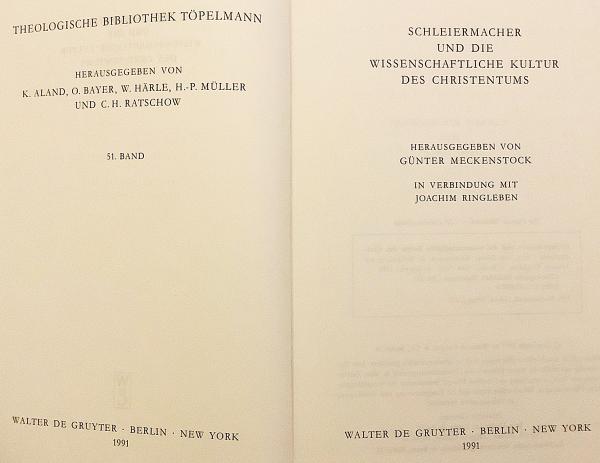 THEOLOGISCHE BIBLIOTHEK TÖPELMANN
HERAUSGEGEBEN VON
K. ALAND, O. BAYER, W. HÄRLE, H.-P. MÜLLER
UND C. H. RATSCHOW
51. BAND
WALTER DE GRUYTER · BERLIN · NEW YORK
1991
SCHLEIERMACHER
UND DIE
WISSENSCHAFTLICHE KULTUR
DES CHRISTENTUMS
HERAUSGEGEBEN VON
GÜNTER MECKENSTOCK
IN VERBINDUNG MIT
JOACHIM RINGLEBEN
WALTER DE GRUYTER · BERLIN · NEW YORK
1991